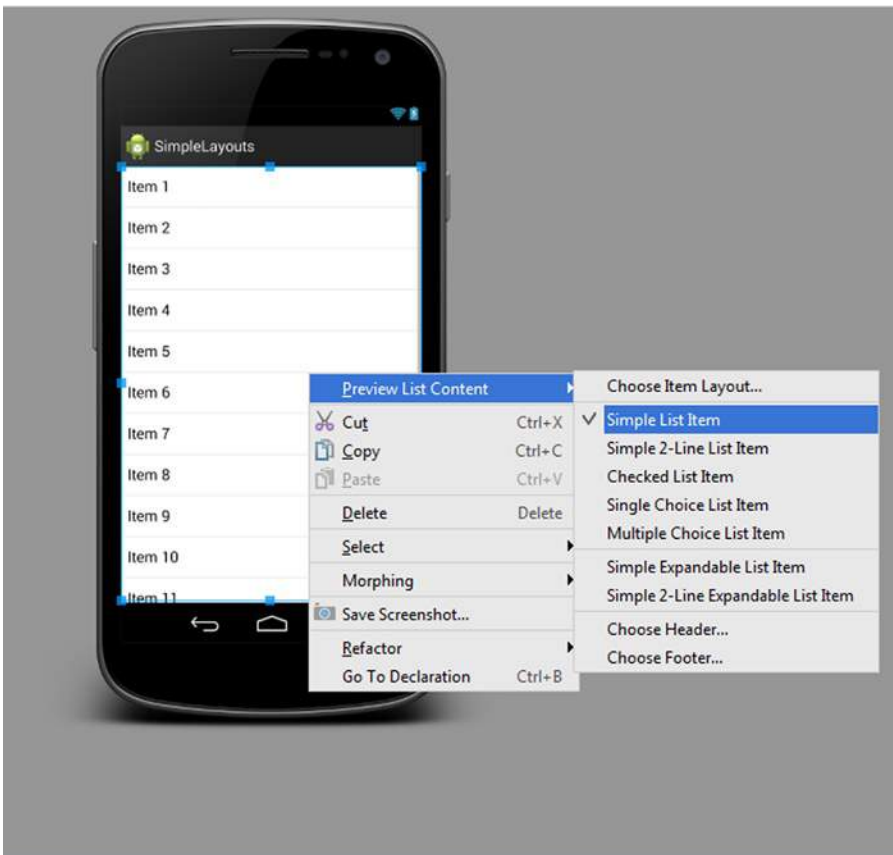 SimpleLayouts
Item 1
Item 2
Item 3
Item 4
Item 5
Item 6
Item 7
Item 8
Item 9
Item 10
Item 11
Preview List Content
Cut Ctrl+X
Copy Ctrl+C
Paste Ctrl+V
Delete Delete
Select
Morphing
Save Screenshot...
Refactor
Go To Declaration Ctrl+B
Choose Item Layout...
Simple List Item
Simple 2-Line List Item
Checked List Item
Single Choice List Item
Multiple Choice List Item
Simple Expandable List Item
Simple 2-Line Expandable List Item
Choose Header...
Choose Footer...